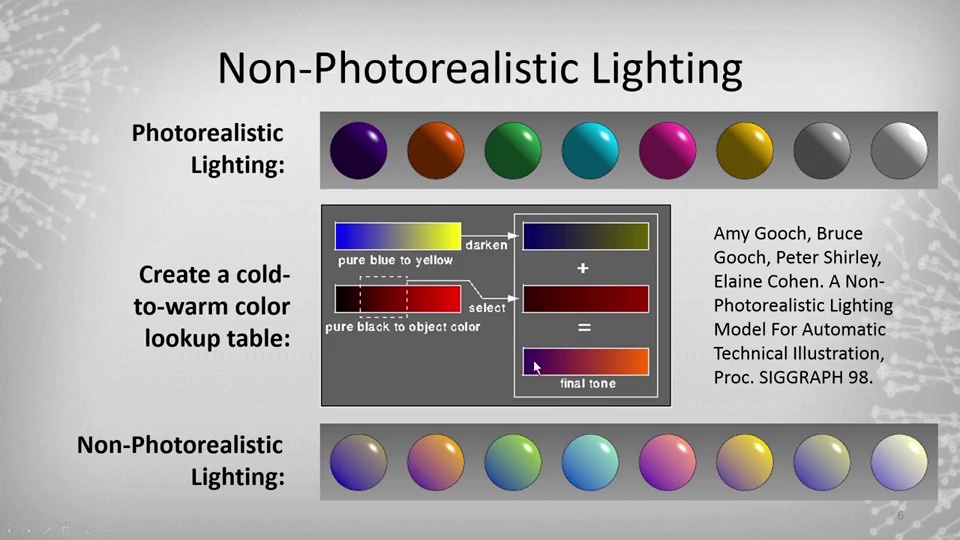 Non-Photorealistic Lighting
Photorealistic
Lighting:
Create a cold-
to-warm color
lookup table:
pure blue to yellow
darken
+
pure black to object color
select
=
final tone
Amy Gooch, Bruce
Gooch, Peter Shirley,
Elaine Cohen. A Non-
Photorealistic Lighting
Model For Automatic
Technical Illustration,
Proc. SIGGRAPH 98.
Non-Photorealistic
Lighting:
6